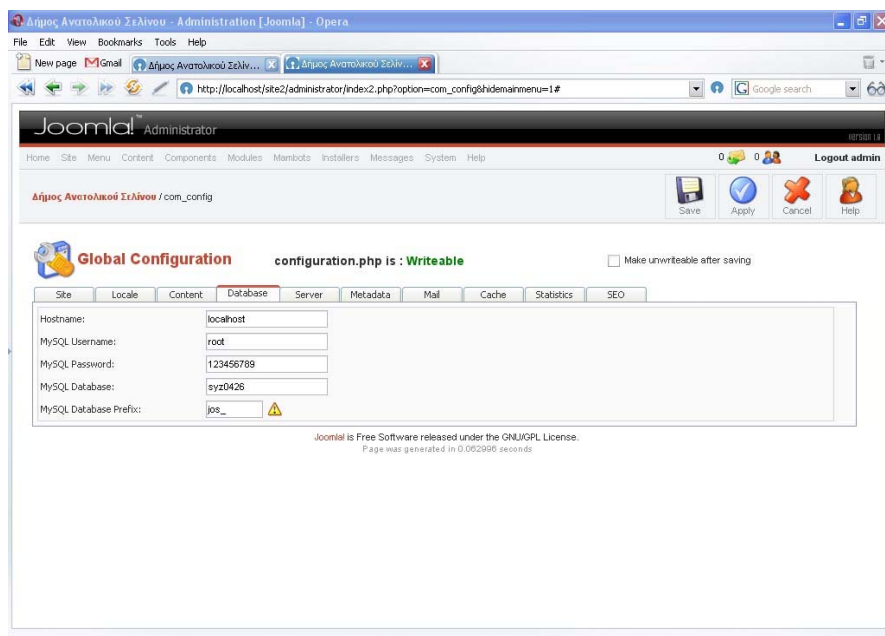 Δήμος Ανατολικού Σελίνου - Administration [Joomla] - Opera
File Edit View Bookmarks Tools Help
New page Gmail Δήμος Ανατολικού Σελίν... Δήμος Ανατολικού Σελίν...
http://localhost/site2/administrator/index2.php?option=com_config&hidemainmenu=1# G Google search
Joomla!™ Administrator
Home Site Menu Content Components Modules Mambots Installers Messages System Help 0 0 Logout admin
Δήμος Ανατολικού Σελίνου / com_config
Save Apply Cancel Help
Global Configuration configuration.php is : Writeable Make unwriteable after saving
Site Locale Content Database Server Metadata Mail Cache Statistics SEO
Hostname: localhost
MySQL Username: root
MySQL Password: 123456789
MySQL Database: syz0426
MySQL Database Prefix: jos_
Joomla! is Free Software released under the GNU/GPL License.
Page was generated in 0.062996 seconds